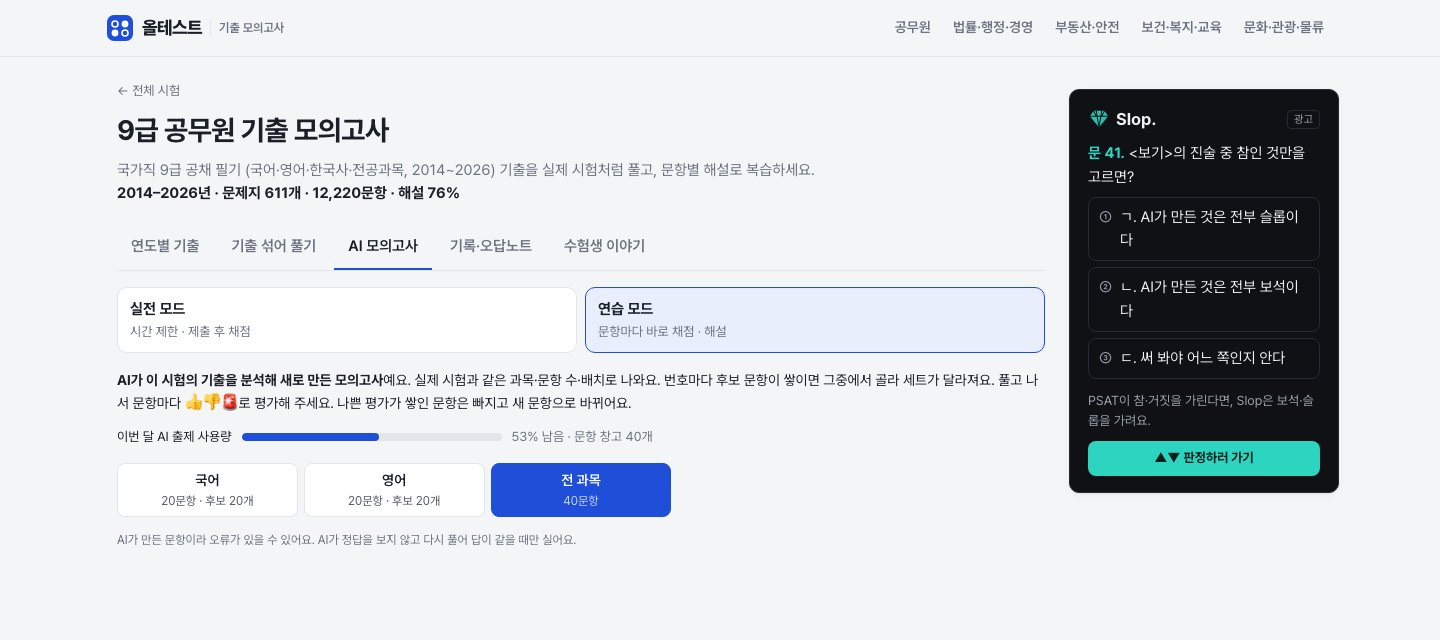 올테스트 기출 모의고사
공무원 법률·행정·경영 부동산·안전 보건·복지·교육 문화·관광·물류
← 전체 시험
9급 공무원 기출 모의고사
국가직 9급 공채 필기 (국어·영어·한국사·전공과목, 2014~2026) 기출을 실제 시험처럼 풀고, 문항별 해설로 복습하세요.
2014–2026년 · 문제지 611개 · 12,220문항 · 해설 76%
연도별 기출 기출 섞어 풀기 AI 모의고사 기록·오답노트 수험생 이야기
실전 모드
시간 제한 · 제출 후 채점
연습 모드
문항마다 바로 채점 · 해설
AI가 이 시험의 기출을 분석해 새로 만든 모의고사예요. 실제 시험과 같은 과목·문항 수·배치로 나와요. 번호마다 후보 문항이 쌓이면 그중에서 골라 세트가 달라져요. 풀고 나
서 문항마다 👍👎🚨로 평가해 주세요. 나쁜 평가가 쌓인 문항은 빠지고 새 문항으로 바뀌어요.
이번 달 AI 출제 사용량 53% 남음 · 문항 창고 40개
국어
20문항 · 후보 20개
영어
20문항 · 후보 20개
전 과목
40문항
AI가 만든 문항이라 오류가 있을 수 있어요. AI가 정답을 보지 않고 다시 풀어 답이 같을 때만 실어요.
Slop. 광고
문 41. <보기>의 진술 중 참인 것만을
고르면?
① ㄱ. AI가 만든 것은 전부 슬롭이
다
② ㄴ. AI가 만든 것은 전부 보석이
다
③ ㄷ. 써 봐야 어느 쪽인지 안다
PSAT이 참·거짓을 가린다면, Slop은 보석·슬
롭을 가려요.
▲▼ 판정하러 가기